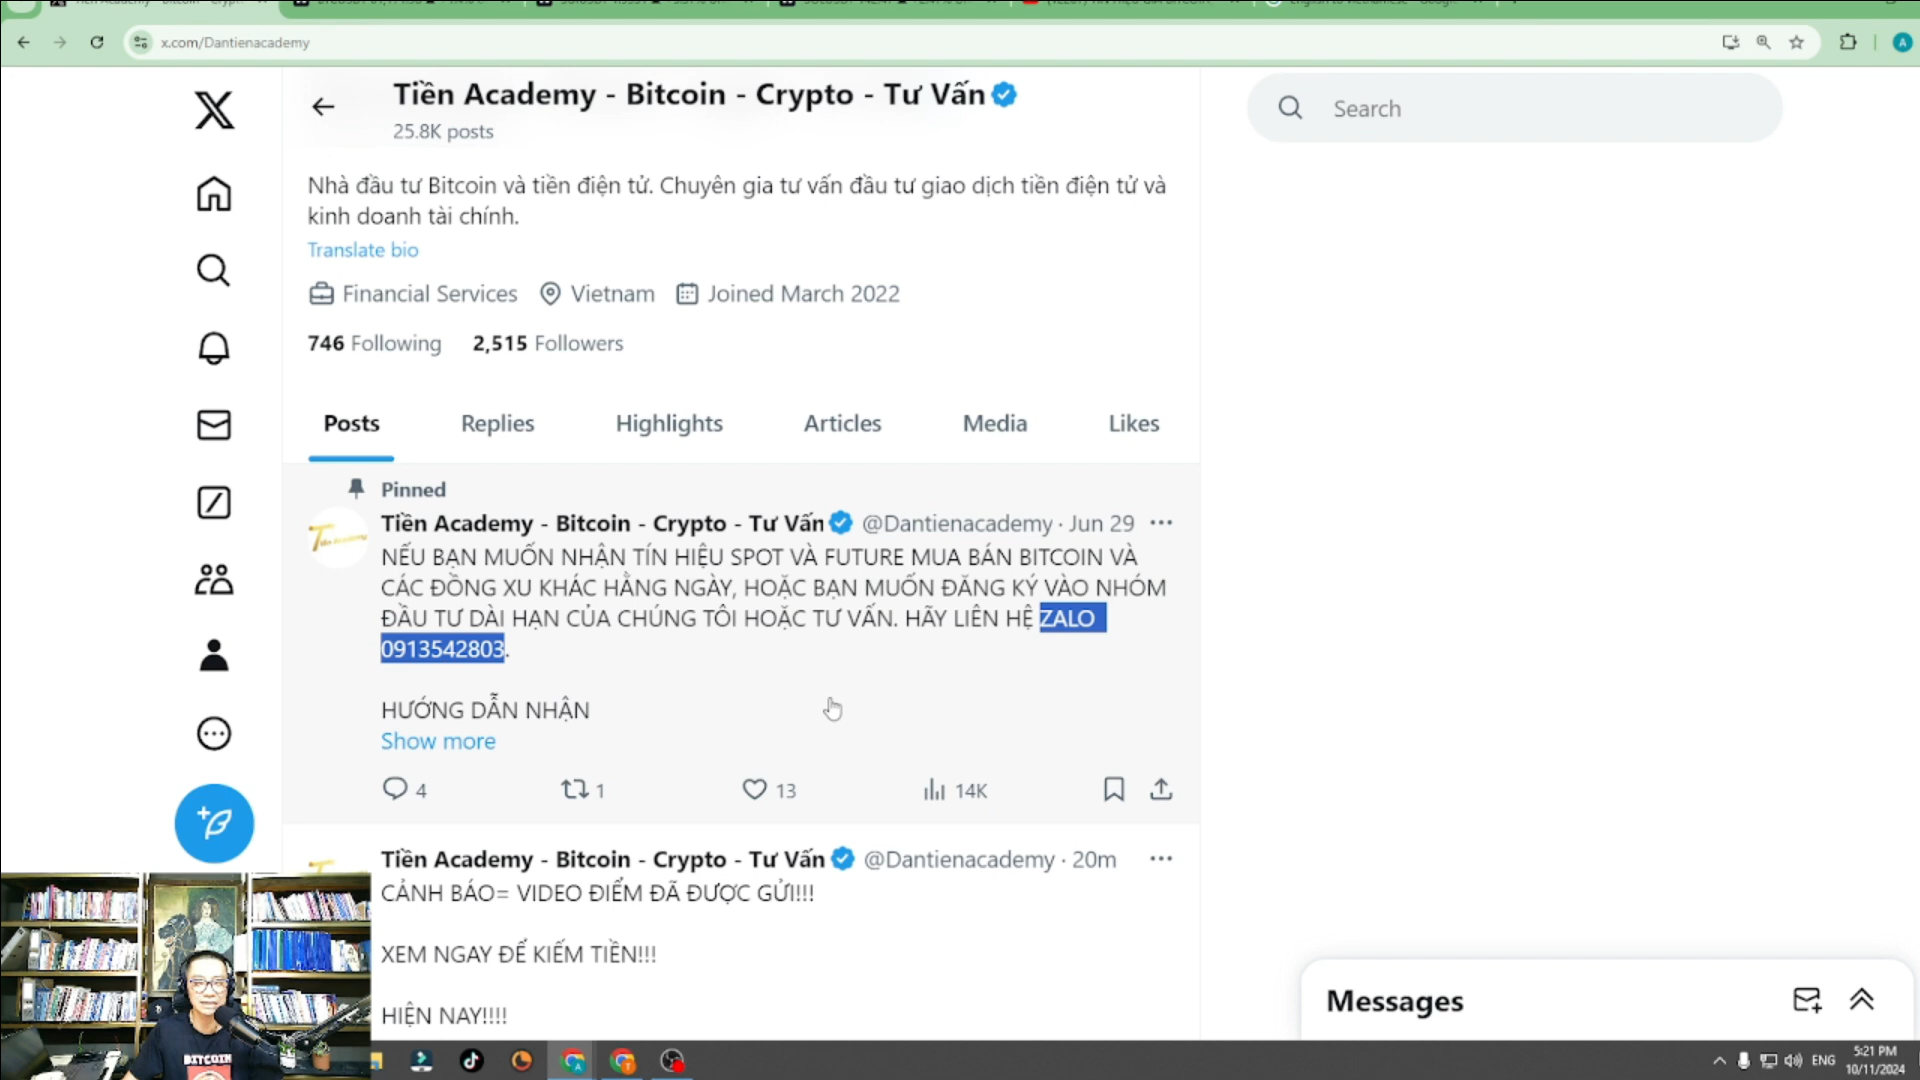 x.com/Dantienacademy
Tiền Academy - Bitcoin - Crypto - Tư Vấn
25.8K posts
Search
Nhà đầu tư Bitcoin và tiền điện tử. Chuyên gia tư vấn đầu tư giao dịch tiền điện tử và
kinh doanh tài chính.
Translate bio
Financial Services Vietnam Joined March 2022
746 Following 2,515 Followers
Posts Replies Highlights Articles Media Likes
Pinned
Tiền Academy - Bitcoin - Crypto - Tư Vấn @Dantienacademy · Jun 29
NẾU BẠN MUỐN NHẬN TÍN HIỆU SPOT VÀ FUTURE MUA BÁN BITCOIN VÀ
CÁC ĐỒNG XU KHÁC HẰNG NGÀY, HOẶC BẠN MUỐN ĐĂNG KÝ VÀO NHÓM
ĐẦU TƯ DÀI HẠN CỦA CHÚNG TÔI HOẶC TƯ VẤN. HÃY LIÊN HỆ ZALO
0913542803.
HƯỚNG DẪN NHẬN
Show more
4 1 13 14K
Tiền Academy - Bitcoin - Crypto - Tư Vấn @Dantienacademy · 20m
CẢNH BÁO= VIDEO ĐIỂM ĐÃ ĐƯỢC GỬI!!!
XEM NGAY ĐỂ KIẾM TIỀN!!!
HIỆN NAY!!!!
Messages
BITCOIN
ENG
5:21 PM
10/11/2024